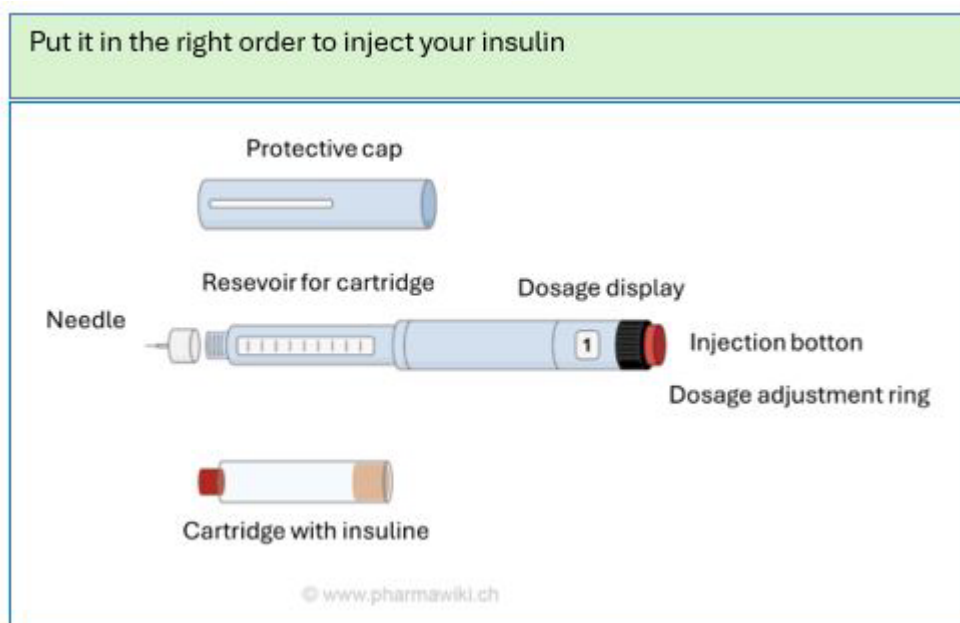 Put it in the right order to inject your insulin
Protective cap
Resevoir for cartridge
Dosage display
Needle
1
Injection botton
Dosage adjustment ring
Cartridge with insuline
© www.pharmawiki.ch